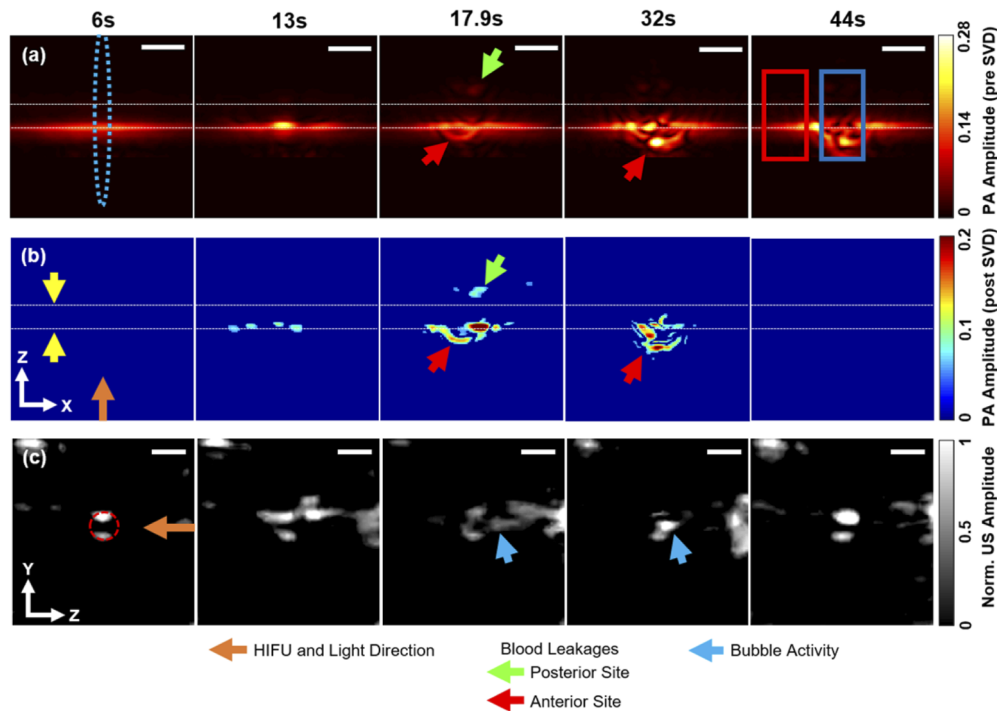 6s 13s 17.9s 32s 44s
(a)
0.28
0.14
0
PA Amplitude (pre SVD)
(b)
Z
X
0.2
0.1
0
PA Amplitude (post SVD)
(c)
Y
Z
1
0.5
0
Norm. US Amplitude
HIFU and Light Direction
Blood Leakages
Posterior Site
Anterior Site
Bubble Activity